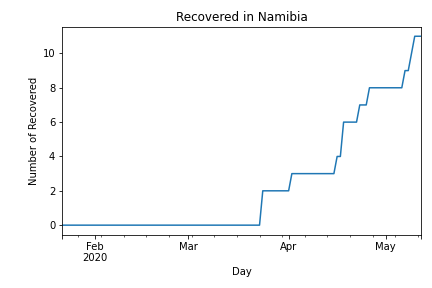 Recovered in Namibia
Number of Recovered
10
8
6
4
2
0
Feb
2020
Mar
Apr
May
Day